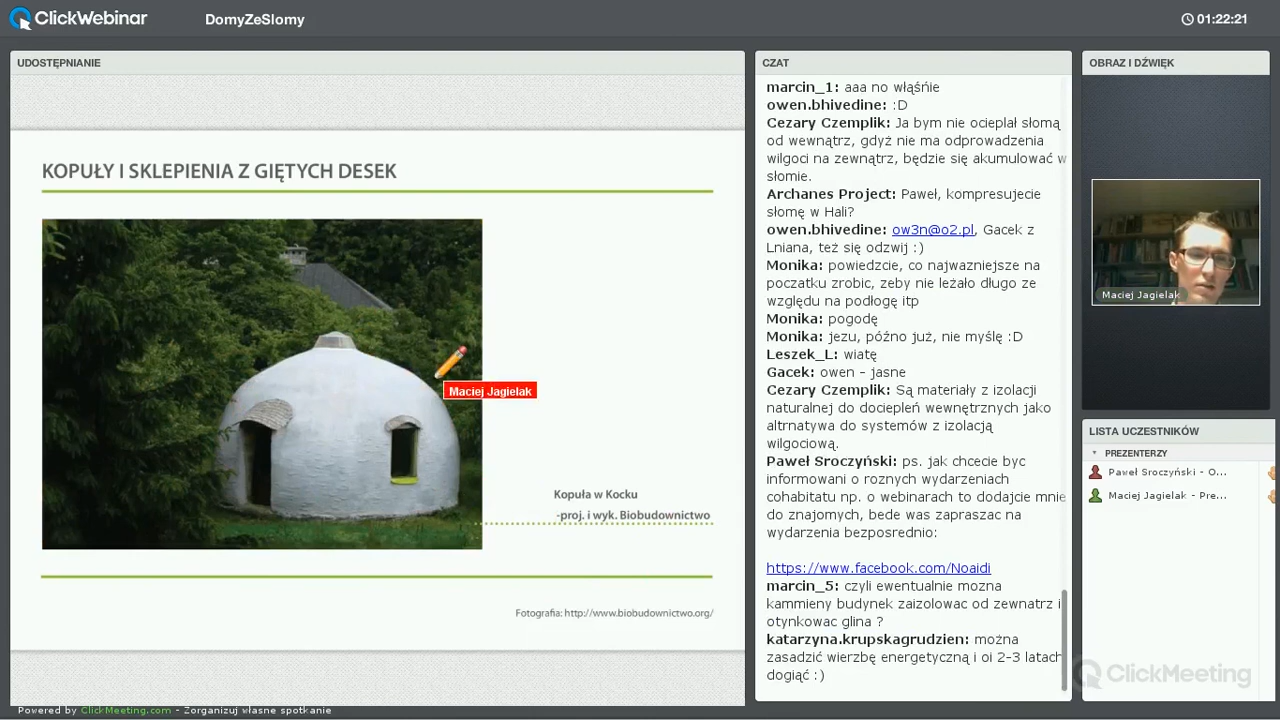 ClickWebinar
DomyZeSlomy
01:22:21
UDOSTĘPNIANIE
KOPUŁY I SKLEPIENIA Z GIĘTYCH DESEK
Maciej Jagielak
Kopuła w Kocku
-proj. i wyk. Biobudownictwo
Fotografia: http://www.biobudownictwo.org/
CZAT
marcin_1: aaa no włąśńie
owen.bhivedine: :D
Cezary Czemplik: Ja bym nie ocieplał słomą
od wewnątrz, gdyż nie ma odprowadzenia
wilgoci na zewnątrz, będzie się akumulować w
słomie.
Archanes Project: Paweł, kompresujecie
słomę w Hali?
owen.bhivedine: ow3n@o2.pl, Gacek z
Lniana, też się odzwij :)
Monika: powiedzcie, co najwazniejsze na
poczatku zrobic, zeby nie leżało długo ze
względu na podłogę itp
Monika: pogodę
Monika: jezu, późno już, nie myślę :D
Leszek_L: wiatę
Gacek: owen - jasne
Cezary Czemplik: Są materiały z izolacji
naturalnej do dociepleń wewnętrznych jako
altrnatywa do systemów z izolacją
wilgociową.
Paweł Sroczyński: ps. jak chcecie byc
informowani o roznych wydarzeniach
cohabitatu np. o webinarach to dodajcie mnie
do znajomych, bede was zapraszac na
wydarzenia bezposrednio:
https://www.facebook.com/Noaidi
marcin_5: czyli ewentualnie mozna
kammieny budynek zaizolowac od zewnatrz i
otynkowac glina ?
katarzyna.krupskagrudzien: można
zasadzić wierzbę energetyczną i oi 2-3 latach
dogiąć :)
OBRAZ I DŹWIĘK
Maciej Jagielak
LISTA UCZESTNIKÓW
PREZENTERZY
Paweł Sroczyński - O...
Maciej Jagielak - Pre...
ClickMeeting
Powered by ClickMeeting.com - Zorganizuj własne spotkanie